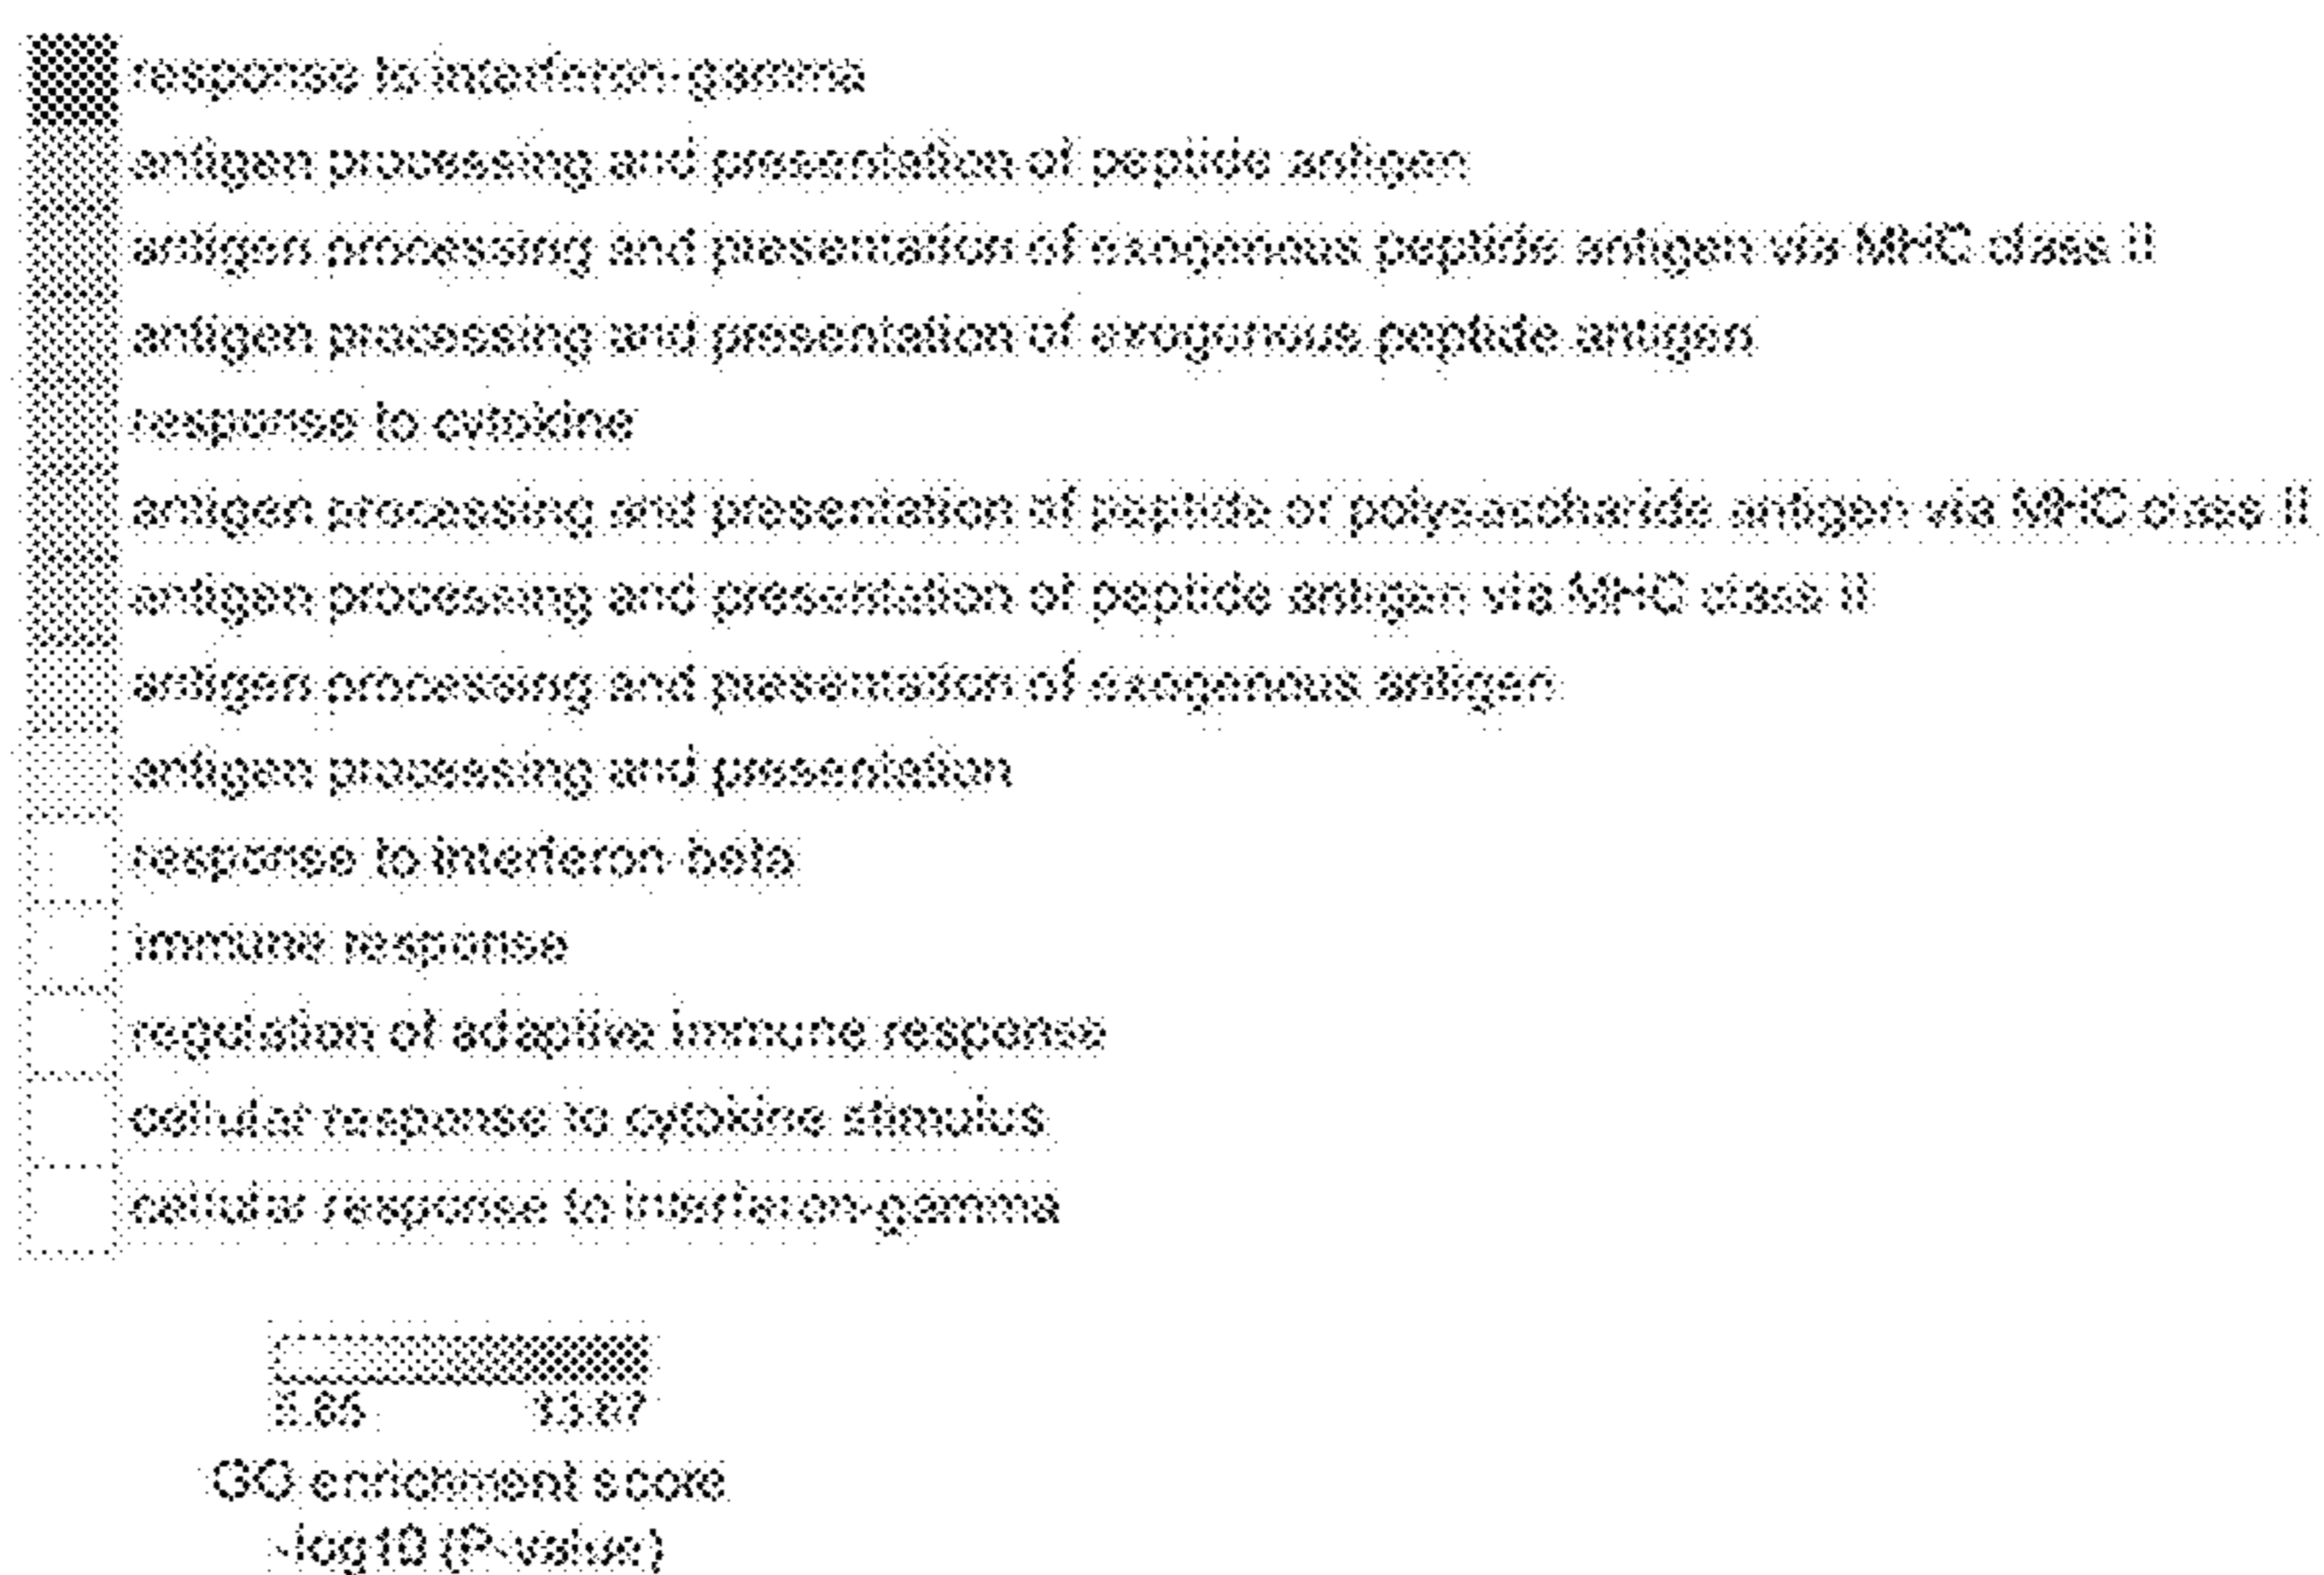 response to interferon-gamma
antigen processing and presentation of peptide antigen
antigen processing and presentation of exogenous peptide antigen via MHC class II
antigen processing and presentation of exogenous peptide antigen
response to cytokine
antigen processing and presentation of peptide or polysaccharide antigen via MHC class II
antigen processing and presentation of peptide antigen via MHC class II
antigen processing and presentation of exogenous antigen
antigen processing and presentation
response to interferon-beta
immune response
regulation of adaptive immune response
cellular response to cytokine stimulus
cellular response to interferon-gamma
GO enrichment score
-log10 (P-value)